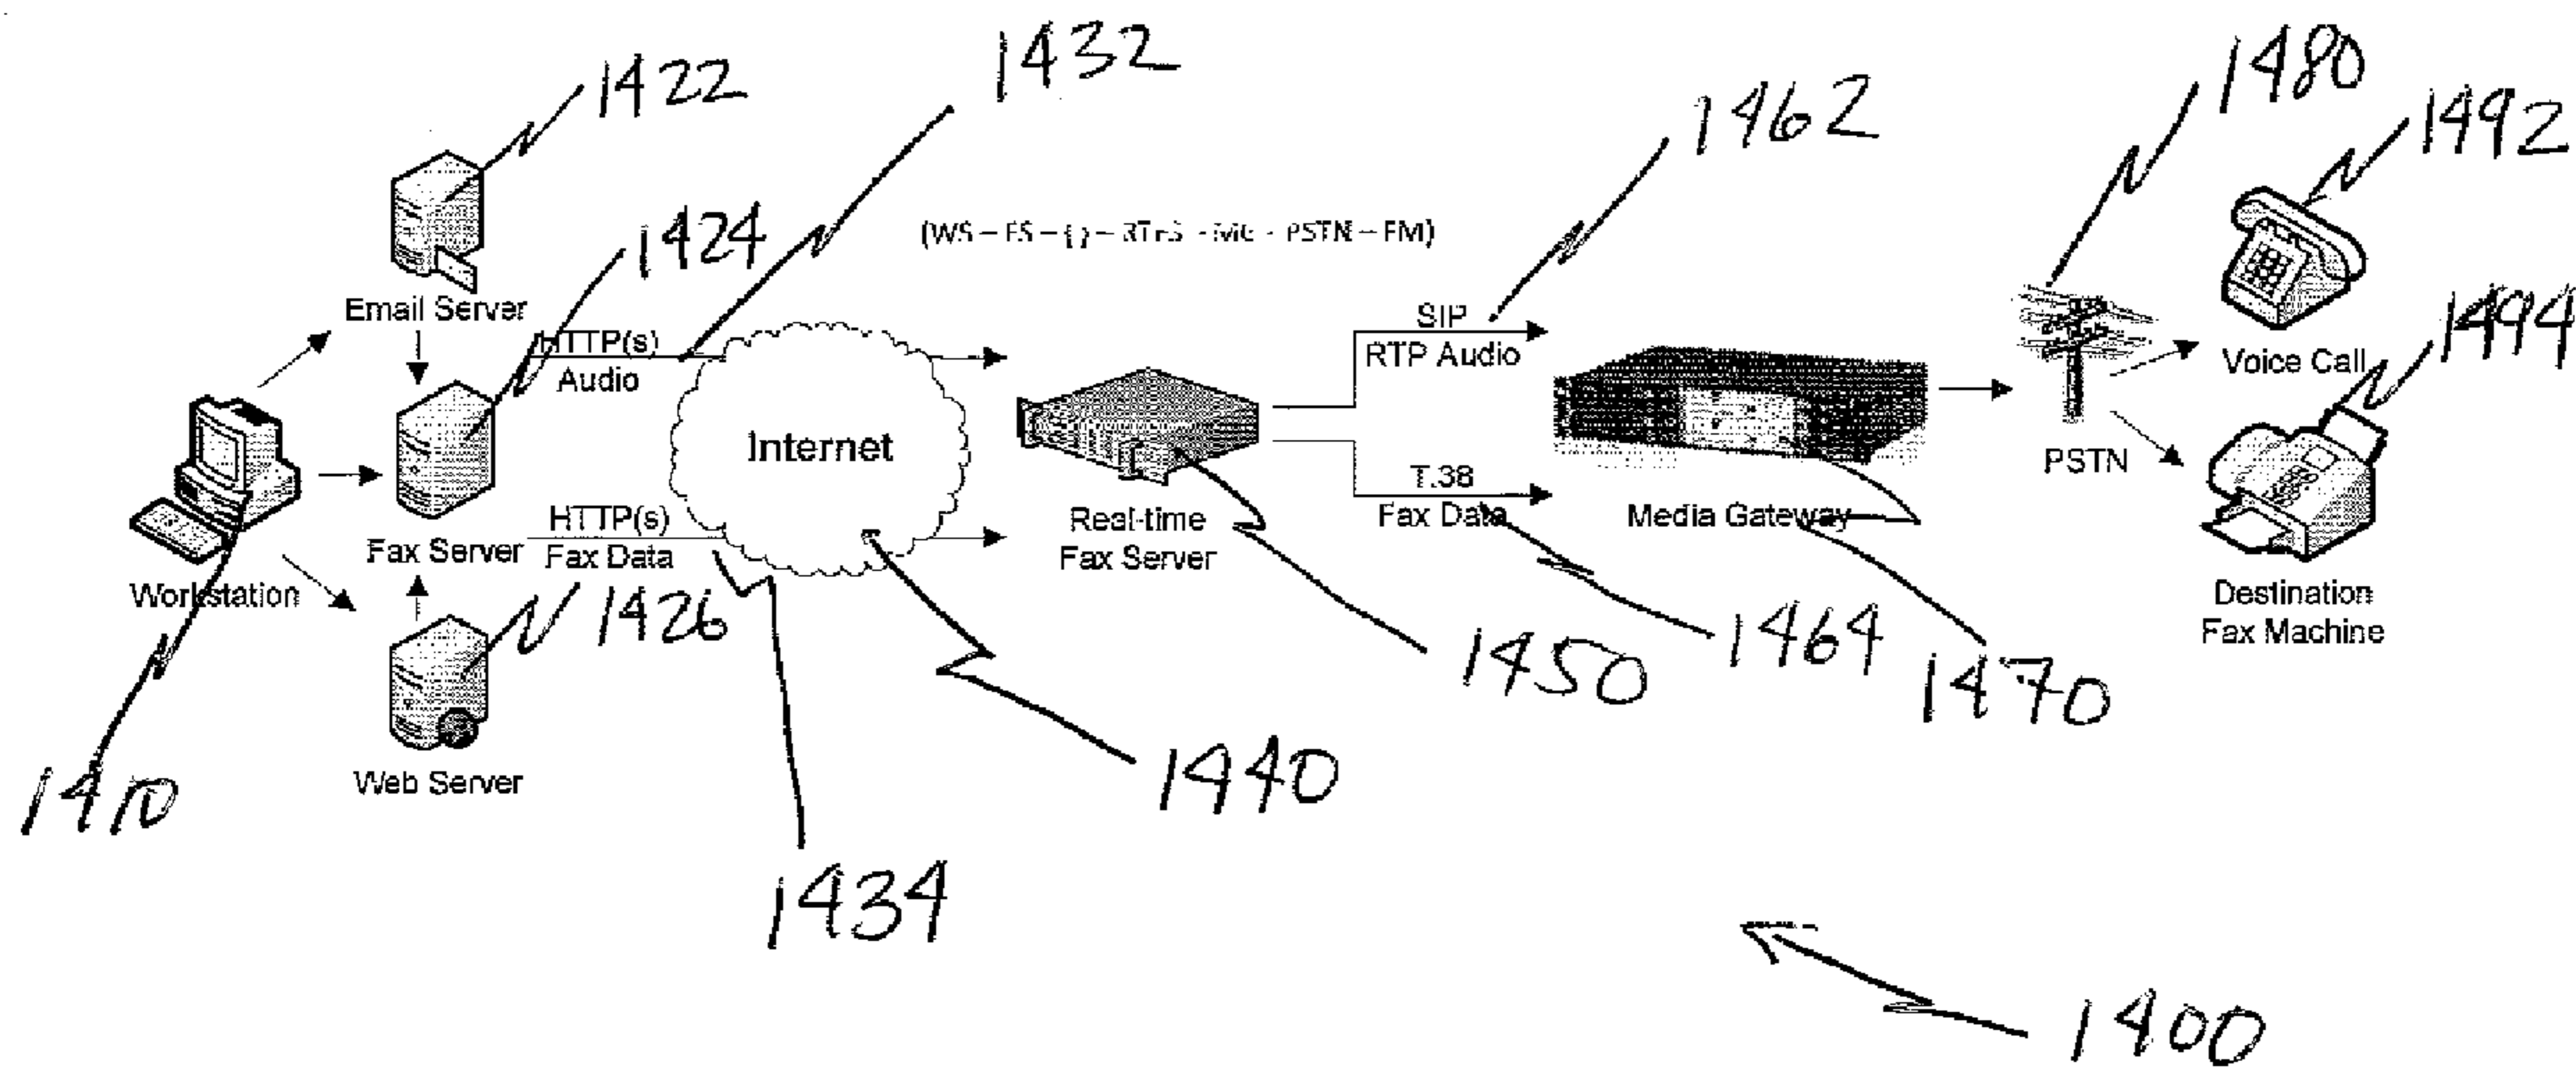 1422
1432
1462
1480
1492
1424
(WS – FS – {} – RTFS - MG - PSTN – FM)
Email Server
HTTP(s)
Audio
SIP
RTP Audio
1494
Voice Call
Internet
PSTN
Workstation
Fax Server
HTTP(s)
Fax Data
Real-time
Fax Server
T.38
Fax Data
Media Gateway
Destination
Fax Machine
1426
1464
1450
1470
1410
Web Server
1440
1434
1400